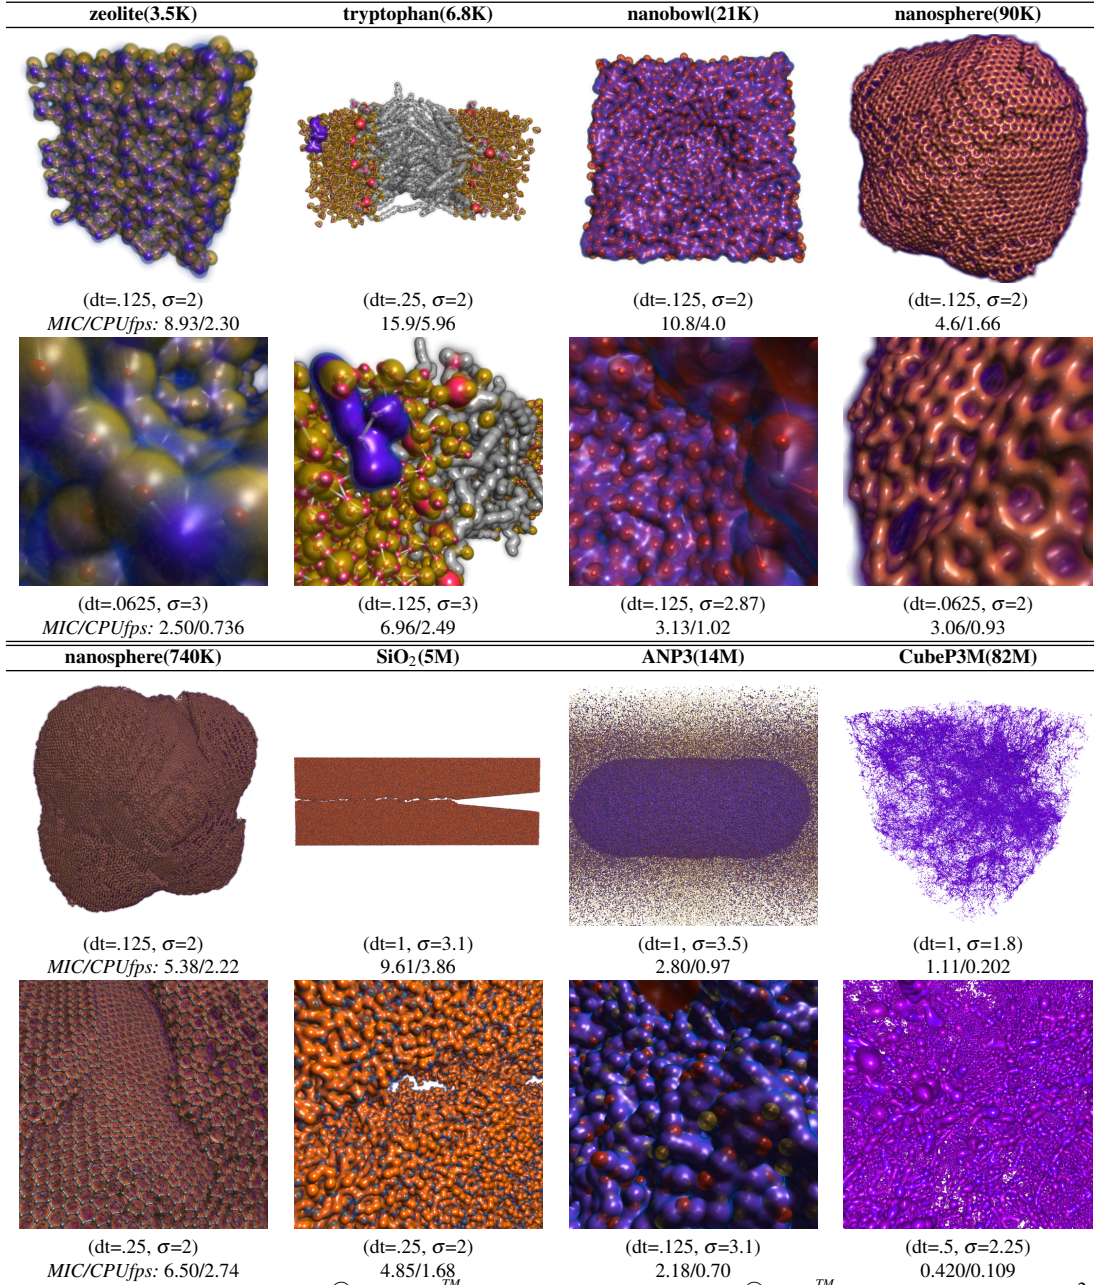 zeolite(3.5K) tryptophan(6.8K) nanobowl(21K) nanosphere(90K)
(dt=.125, σ=2) (dt=.25, σ=2) (dt=.125, σ=2) (dt=.125, σ=2)
MIC/CPUfps: 8.93/2.30 15.9/5.96 10.8/4.0 4.6/1.66
(dt=.0625, σ=3) (dt=.125, σ=3) (dt=.125, σ=2.87) (dt=.0625, σ=2)
MIC/CPUfps: 2.50/0.736 6.96/2.49 3.13/1.02 3.06/0.93
nanosphere(740K) SiO₂(5M) ANP3(14M) CubeP3M(82M)
(dt=.125, σ=2) (dt=1, σ=3.1) (dt=1, σ=3.5) (dt=1, σ=1.8)
MIC/CPUfps: 5.38/2.22 9.61/3.86 2.80/0.97 1.11/0.202
(dt=.25, σ=2) (dt=.25, σ=2) (dt=.125, σ=3.1) (dt=.5, σ=2.25)
MIC/CPUfps: 6.50/2.74 4.85/1.68 2.18/0.70 0.420/0.109